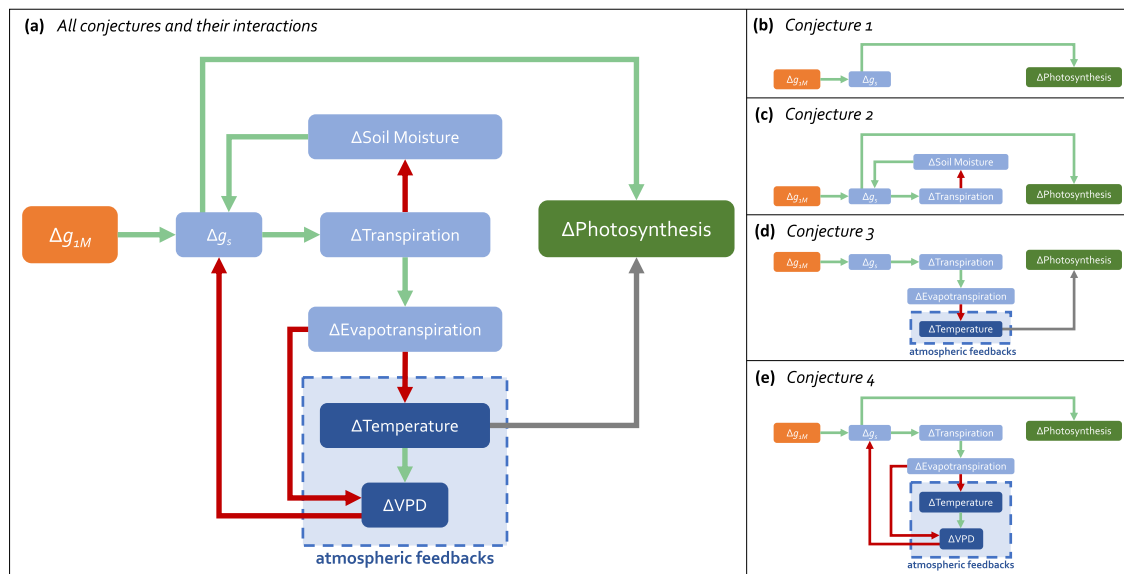 (a) All conjectures and their interactions
ΔSoil Moisture
Δg1M
Δgs
ΔTranspiration
ΔPhotosynthesis
ΔEvapotranspiration
ΔTemperature
ΔVPD
atmospheric feedbacks
(b) Conjecture 1
Δg1M
Δgs
ΔPhotosynthesis
(c) Conjecture 2
ΔSoil Moisture
Δg1M
Δgs
ΔTranspiration
ΔPhotosynthesis
(d) Conjecture 3
Δg1M
Δgs
ΔTranspiration
ΔPhotosynthesis
ΔEvapotranspiration
ΔTemperature
atmospheric feedbacks
(e) Conjecture 4
Δg1M
Δgs
ΔTranspiration
ΔPhotosynthesis
ΔEvapotranspiration
ΔTemperature
ΔVPD
atmospheric feedbacks